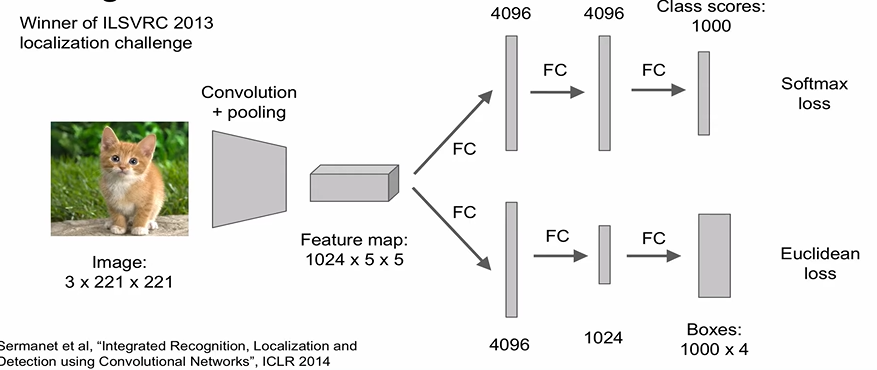 Winner of ILSVRC 2013
localization challenge
Convolution
+ pooling
Image:
3 x 221 x 221
Feature map:
1024 x 5 x 5
FC
4096
FC
4096
FC
Class scores:
1000
Softmax
loss
FC
4096
FC
1024
FC
Boxes:
1000 x 4
Euclidean
loss
Sermanet et al, “Integrated Recognition, Localization and
Detection using Convolutional Networks”, ICLR 2014